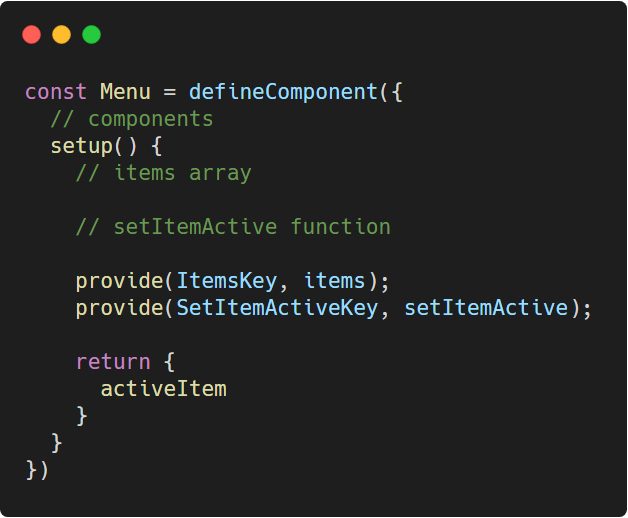 const Menu = defineComponent({
  // components
  setup() {
    // items array

    // setItemActive function

    provide(ItemsKey, items);
    provide(SetItemActiveKey, setItemActive);

    return {
      activeItem
    }
  }
})